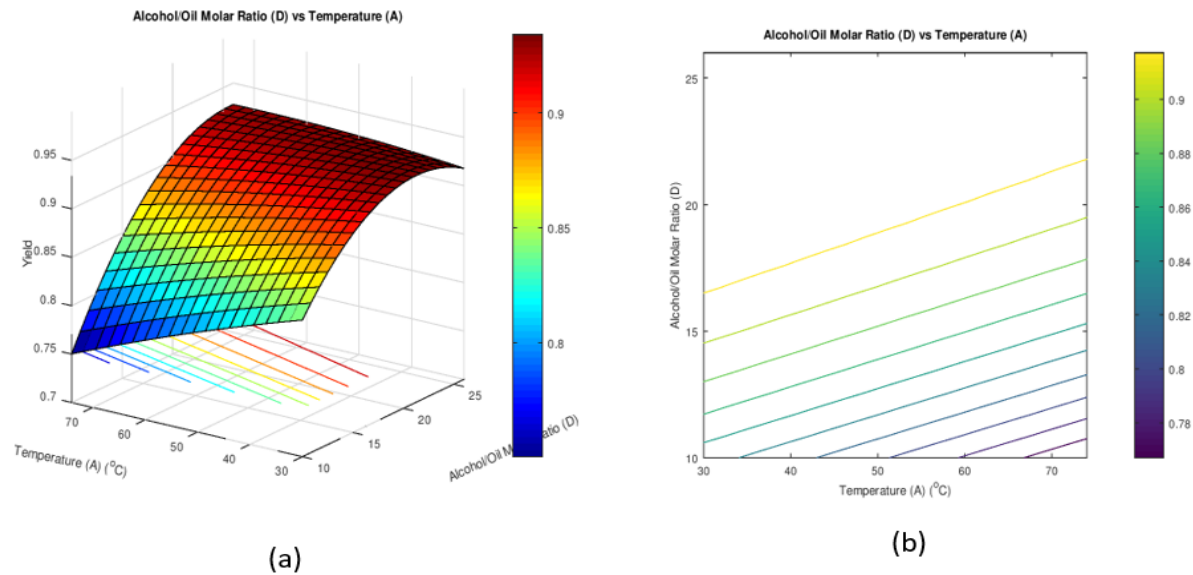 Alcohol/Oil Molar Ratio (D) vs Temperature (A)
0.95
0.9
0.85
0.8
0.75
0.7
Yield
70
60
50
40
30
Temperature (A) (°C)
10
15
20
25
Alcohol/Oil M atio (D)
0.9
0.85
0.8
(a)
Alcohol/Oil Molar Ratio (D) vs Temperature (A)
25
20
15
10
Alcohol/Oil Molar Ratio (D)
30 40 50 60 70
Temperature (A) (°C)
0.9
0.88
0.86
0.84
0.82
0.8
0.78
(b)